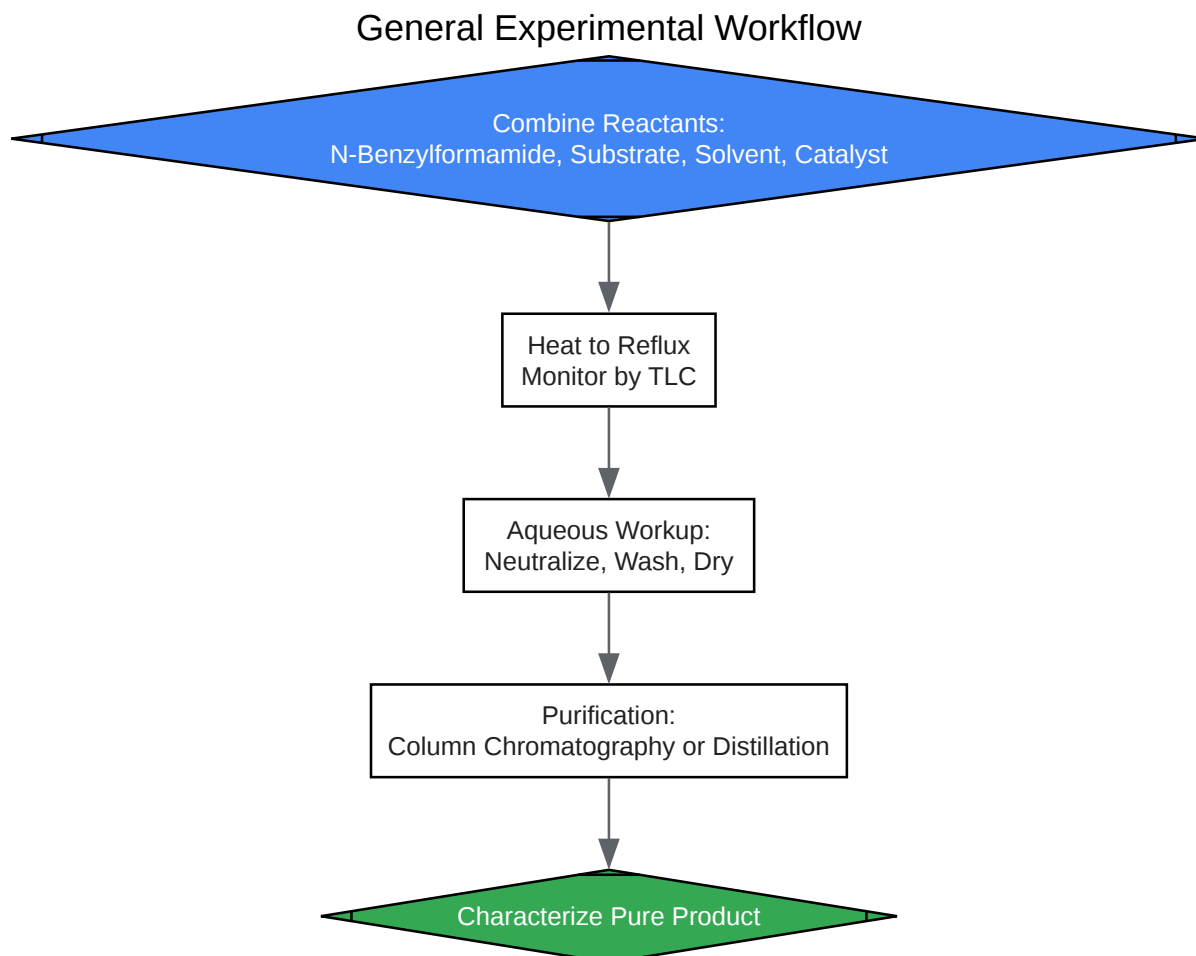 General Experimental Workflow
Combine Reactants:
N-Benzylformamide, Substrate, Solvent, Catalyst
Heat to Reflux
Monitor by TLC
Aqueous Workup:
Neutralize, Wash, Dry
Purification:
Column Chromatography or Distillation
Characterize Pure Product